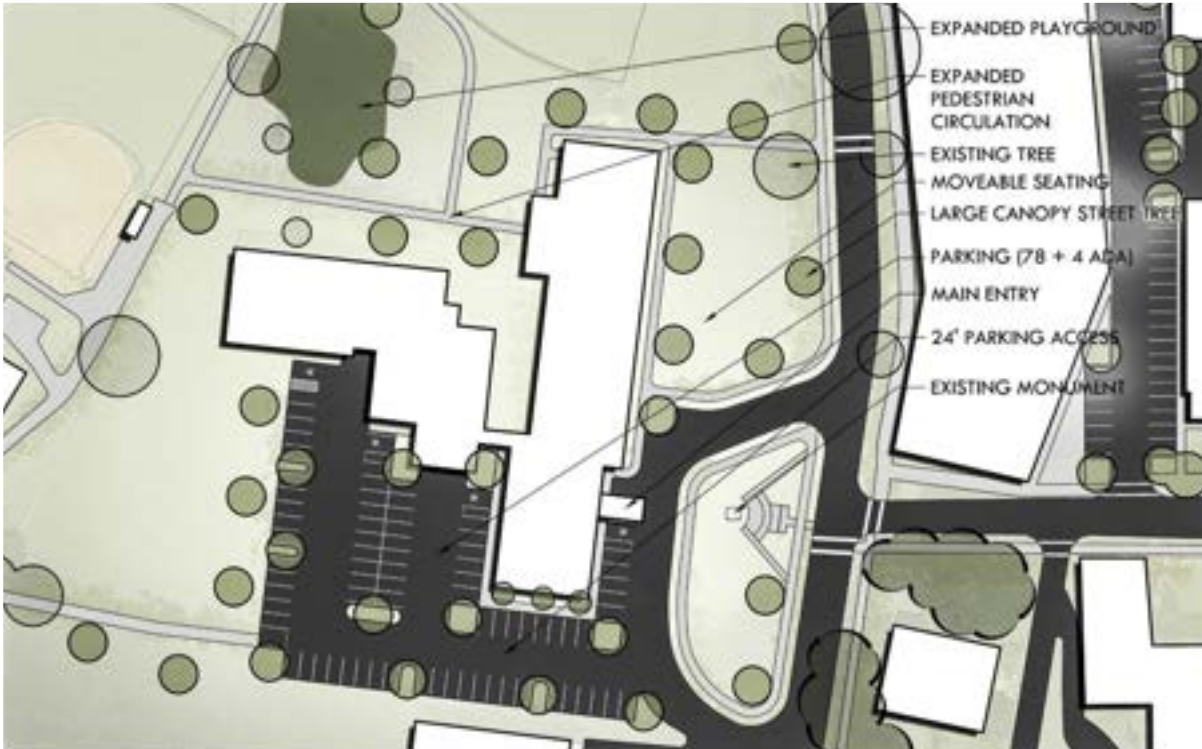 EXPANDED PLAYGROUND
EXPANDED
PEDESTRIAN
CIRCULATION
EXISTING TREE
MOVEABLE SEATING
LARGE CANOPY STREET TREE
PARKING (78 + 4 ADA)
MAIN ENTRY
24' PARKING ACCESS
EXISTING MONUMENT